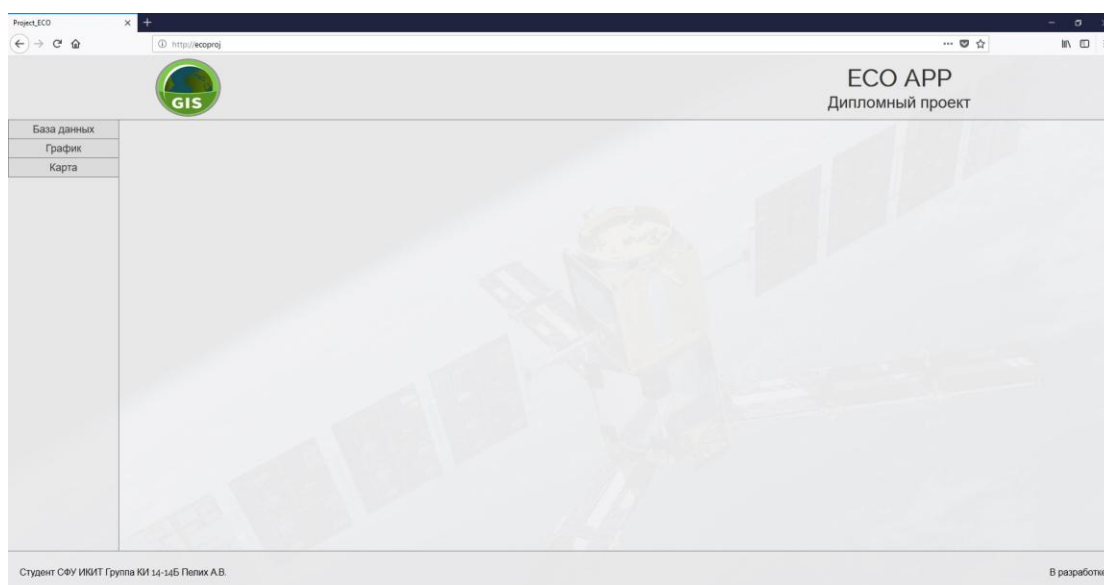 Project_ECO
http://ecoproj
GIS
ECO APP
Дипломный проект
База данных
График
Карта
Студент СФУ ИКИТ Группа КИ 14-14Б Пелих А.В.
В разработке